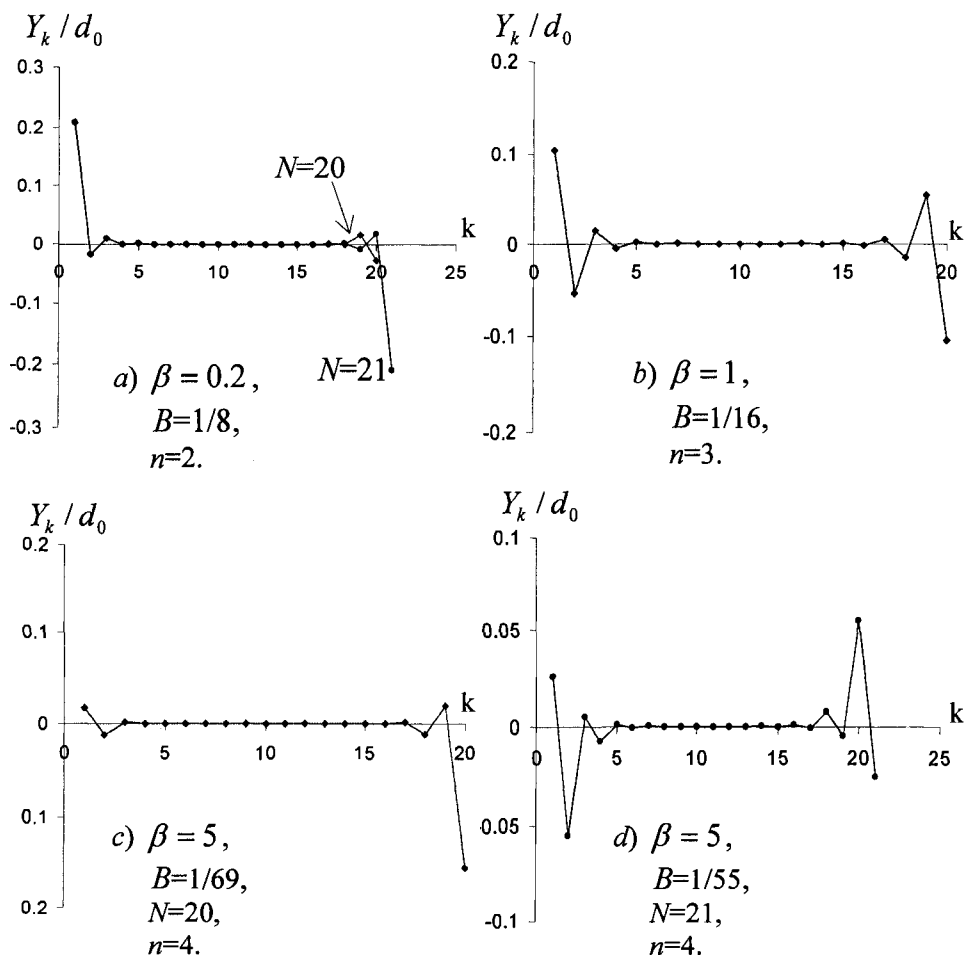 Y_k / d_0
0.3
0.2
0.1
0
-0.1
-0.2
-0.3
0 5 10 15 20 25
k
N=20
N=21
a) β = 0.2,
B=1/8,
n=2.
Y_k / d_0
0.2
0.1
0
-0.1
-0.2
0 5 10 15 20
k
b) β = 1,
B=1/16,
n=3.
Y_k / d_0
0.2
0.1
0
0.1
0.2
0 5 10 15 20
k
c) β = 5,
B=1/69,
N=20,
n=4.
Y_k / d_0
0.1
0.05
0
-0.05
-0.1
0 5 10 15 20 25
k
d) β = 5,
B=1/55,
N=21,
n=4.